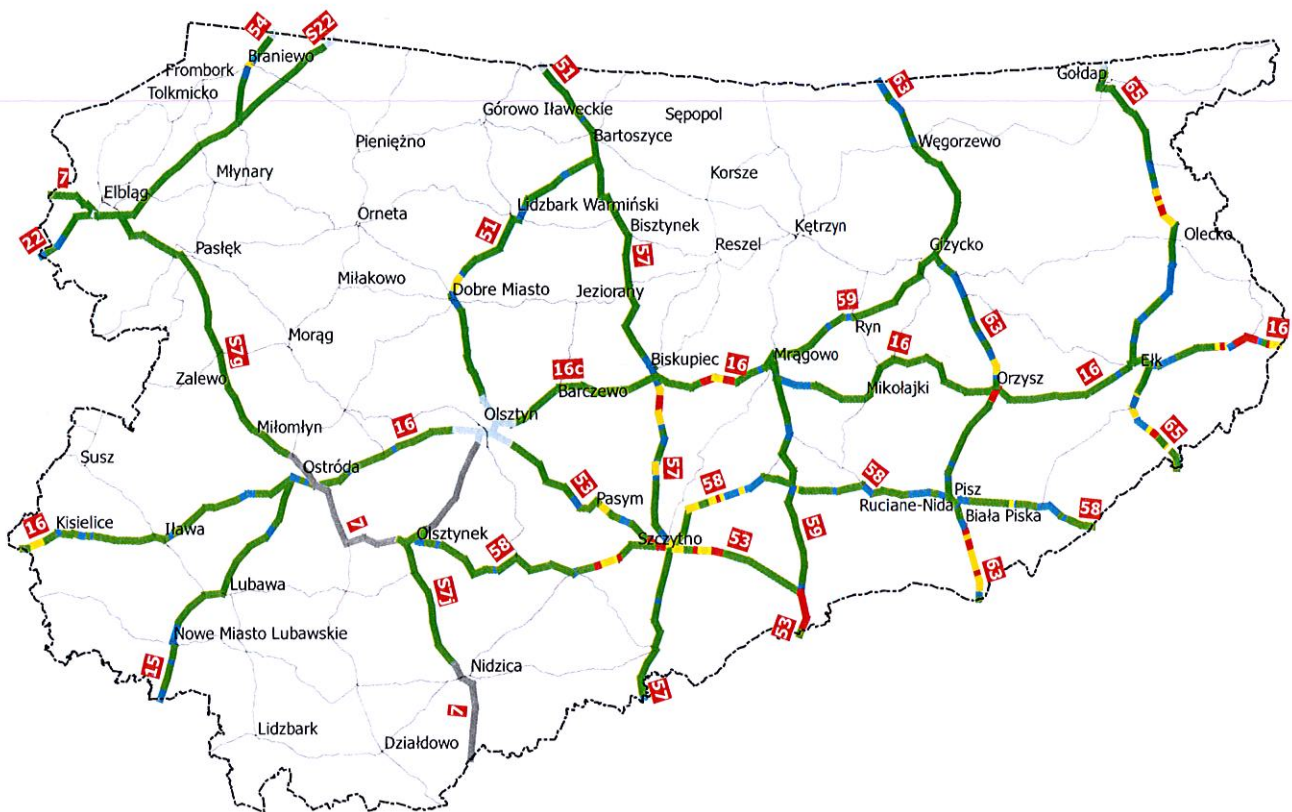 54
S22
Braniewo
Frombork
Tolkmicko
51
63
Gołdap
65
Górowo Iławeckie
Sępopol
Bartoszyce
Pieniężno
Węgorzewo
Młynary
Korsze
7
Elbląg
Lidzbark Warmiński
Orneta
Bisztynek
Kętrzyn
22
51
57
Reszel
Giżycko
Olecko
Pasłęk
Miłakowo
Dobre Miasto
Jeziorany
59
Ryn
63
16
Morąg
S7g
Zalewo
Biskupiec
Mrągowo
16
16
16c
Barczewo
Mikołajki
Orzysz
16
Ełk
Olsztyn
Miłomłyn
16
65
Susz
Ostróda
57
53
Pasym
58
58
Pisz
Ruciane-Nida
Biała Piska
58
16
Kisielice
Iława
7
Olsztynek
58
Szczytno
53
59
63
Lubawa
S7j
Nowe Miasto Lubawskie
53
15
Nidzica
57
7
Lidzbark
Działdowo